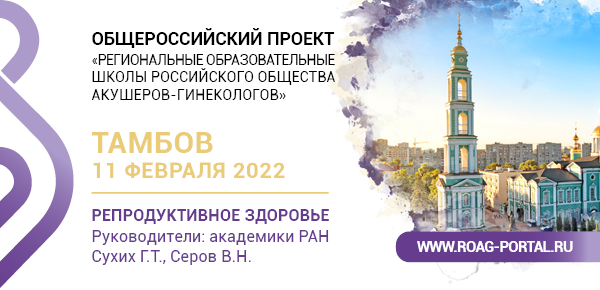 ОБЩЕРОССИЙСКИЙ ПРОЕКТ
«РЕГИОНАЛЬНЫЕ ОБРАЗОВАТЕЛЬНЫЕ
ШКОЛЫ РОССИЙСКОГО ОБЩЕСТВА
АКУШЕРОВ-ГИНЕКОЛОГОВ»
ТАМБОВ
11 ФЕВРАЛЯ 2022
РЕПРОДУКТИВНОЕ ЗДОРОВЬЕ
Руководители: академики РАН
Сухих Г.Т., Серов В.Н.
WWW.ROAG-PORTAL.RU